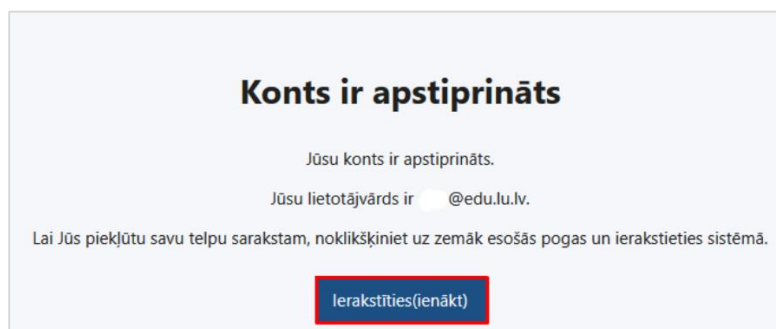 Konts ir apstiprināts
Jūsu konts ir apstiprināts.
Jūsu lietotājvārds ir @edu.lu.lv.
Lai Jūs piekļūtu savu telpu sarakstam, noklikšķiniet uz zemāk esošās pogas un ierakstieties sistēmā.
Ierakstīties(ienākt)